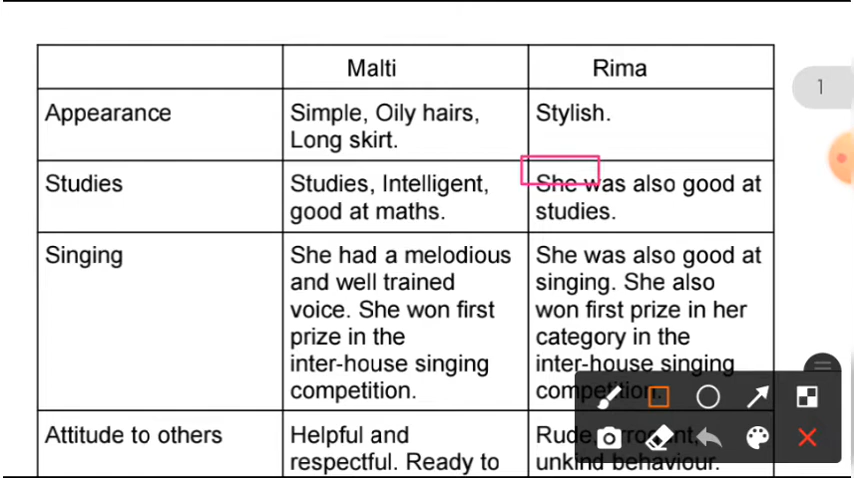 Malti Rima
Appearance Simple, Oily hairs, Stylish.
Long skirt.
Studies Studies, Intelligent, She was also good at
good at maths. studies.
Singing She had a melodious She was also good at
and well trained singing. She also
voice. She won first won first prize in her
prize in the category in the
inter-house singing inter-house singing
competition. competition.
Attitude to others Helpful and Rude,
respectful. Ready to unkind behaviour.
1